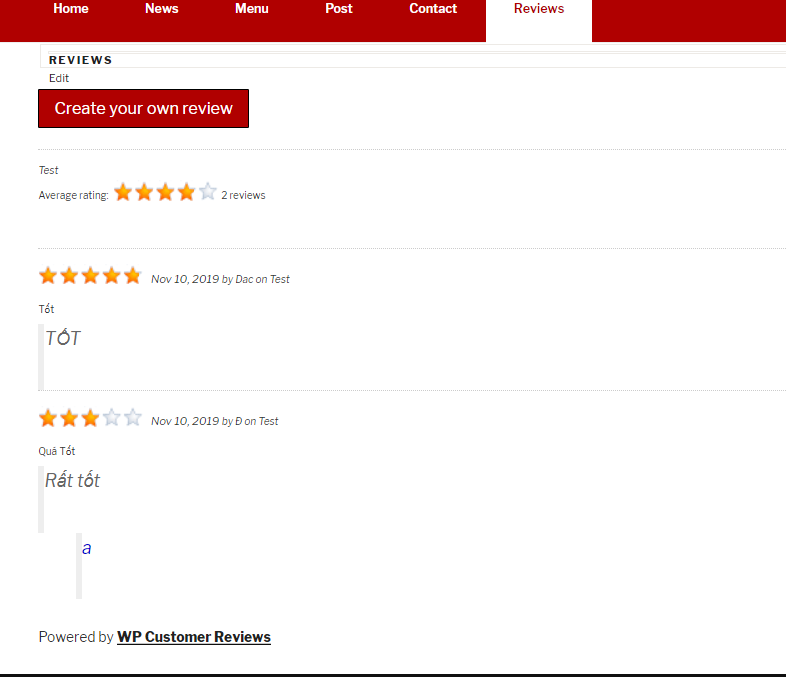 Home News Menu Post Contact Reviews
REVIEWS
Edit
Create your own review
Test
Average rating: 2 reviews
Nov 10, 2019 by Dac on Test
Tốt
TỐT
Nov 10, 2019 by Đ on Test
Quá Tốt
Rất tốt
a
Powered by WP Customer Reviews